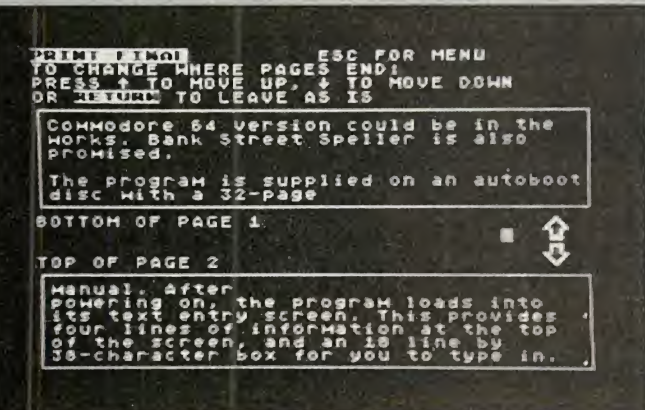 PRINT FINAL ESC FOR MENU
TO CHANGE WHERE PAGES END:
PRESS ↑ TO MOVE UP, ↓ TO MOVE DOWN
OR RETURN TO LEAVE AS IS
Commodore 64 version could be in the
works. Bank Street Speller is also
promised.
The program is supplied on an autoboot
disc with a 32-page
BOTTOM OF PAGE 1
TOP OF PAGE 2
manual. After
powering on, the program loads into
its text entry screen. This provides
four lines of information at the top
of the screen, and an 18 line by
38-character box for you to type in.